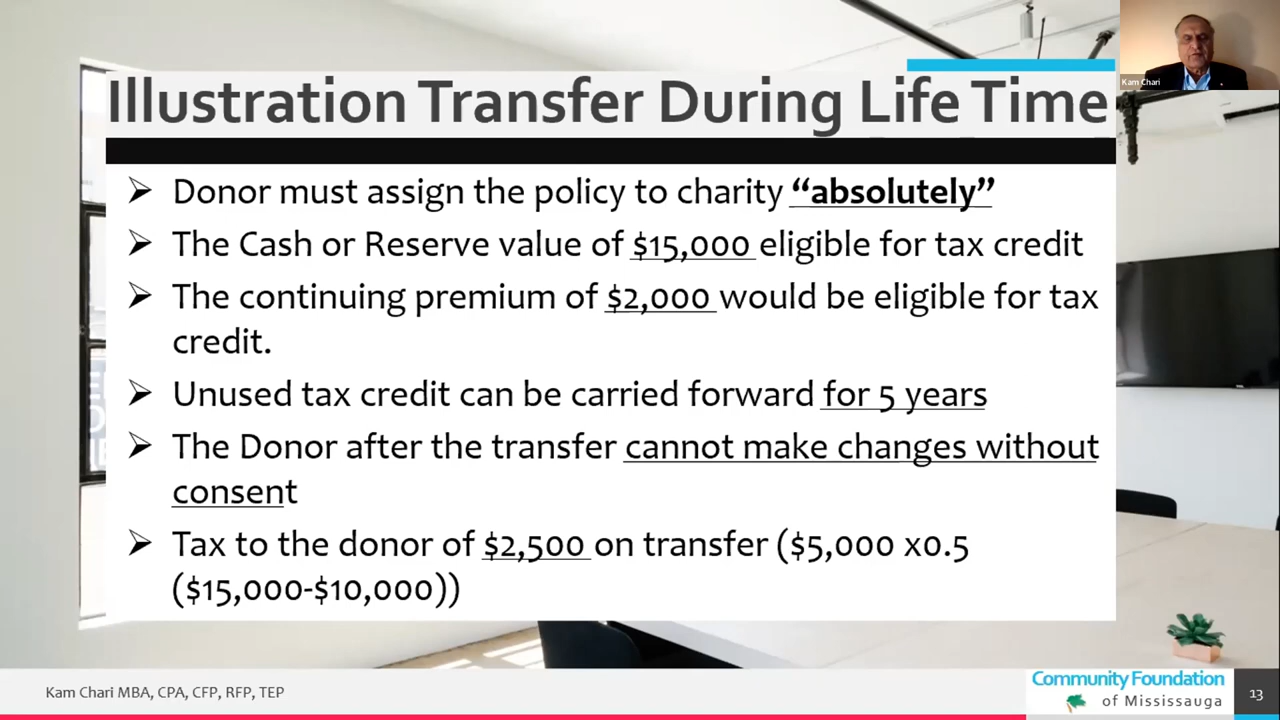 Kam Chari
Illustration Transfer During Life Time
➢ Donor must assign the policy to charity “absolutely”
➢ The Cash or Reserve value of $15,000 eligible for tax credit
➢ The continuing premium of $2,000 would be eligible for tax
credit.
➢ Unused tax credit can be carried forward for 5 years
➢ The Donor after the transfer cannot make changes without
consent
➢ Tax to the donor of $2,500 on transfer ($5,000 x0.5
($15,000-$10,000))
Kam Chari MBA, CPA, CFP, RFP, TEP
Community Foundation
of Mississauga
13